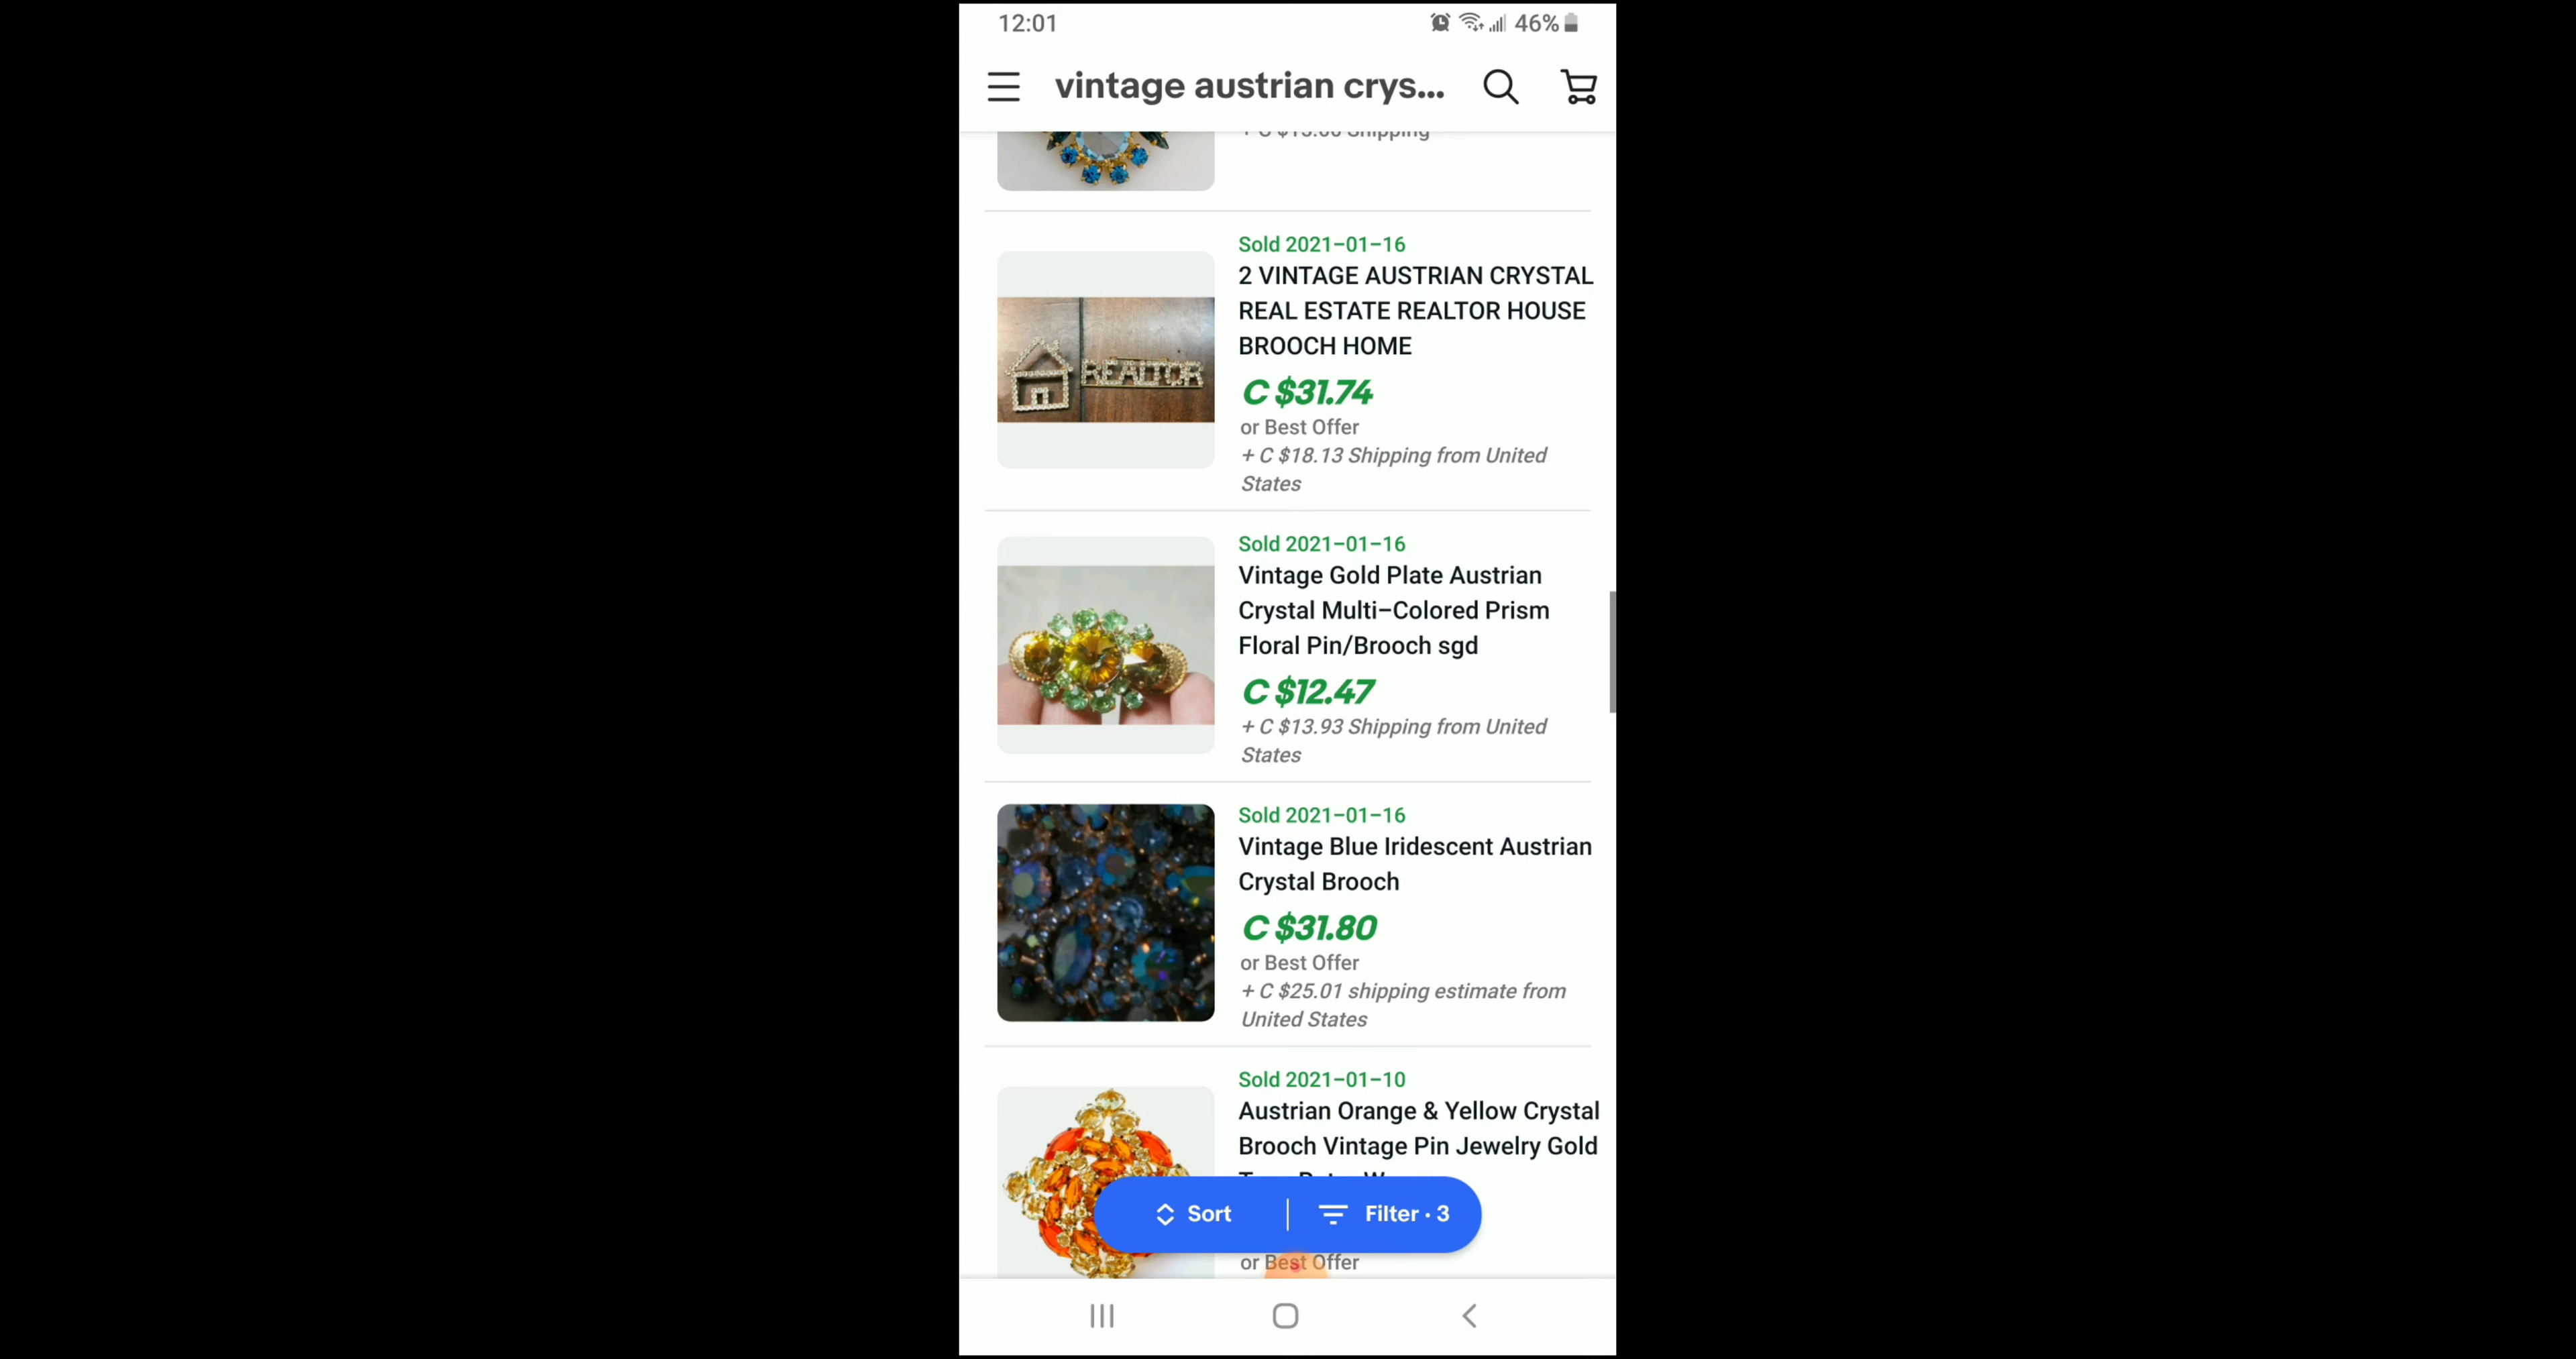 12:01
46%
vintage austrian crys...
Shipping
Sold 2021-01-16
2 VINTAGE AUSTRIAN CRYSTAL
REAL ESTATE REALTOR HOUSE
BROOCH HOME
C $31.74
or Best Offer
+ C $18.13 Shipping from United
States
REALTOR
Sold 2021-01-16
Vintage Gold Plate Austrian
Crystal Multi-Colored Prism
Floral Pin/Brooch sgd
C $12.47
+ C $13.93 Shipping from United
States
Sold 2021-01-16
Vintage Blue Iridescent Austrian
Crystal Brooch
C $31.80
or Best Offer
+ C $25.01 shipping estimate from
United States
Sold 2021-01-10
Austrian Orange & Yellow Crystal
Brooch Vintage Pin Jewelry Gold
Sort
Filter • 3
or Best Offer